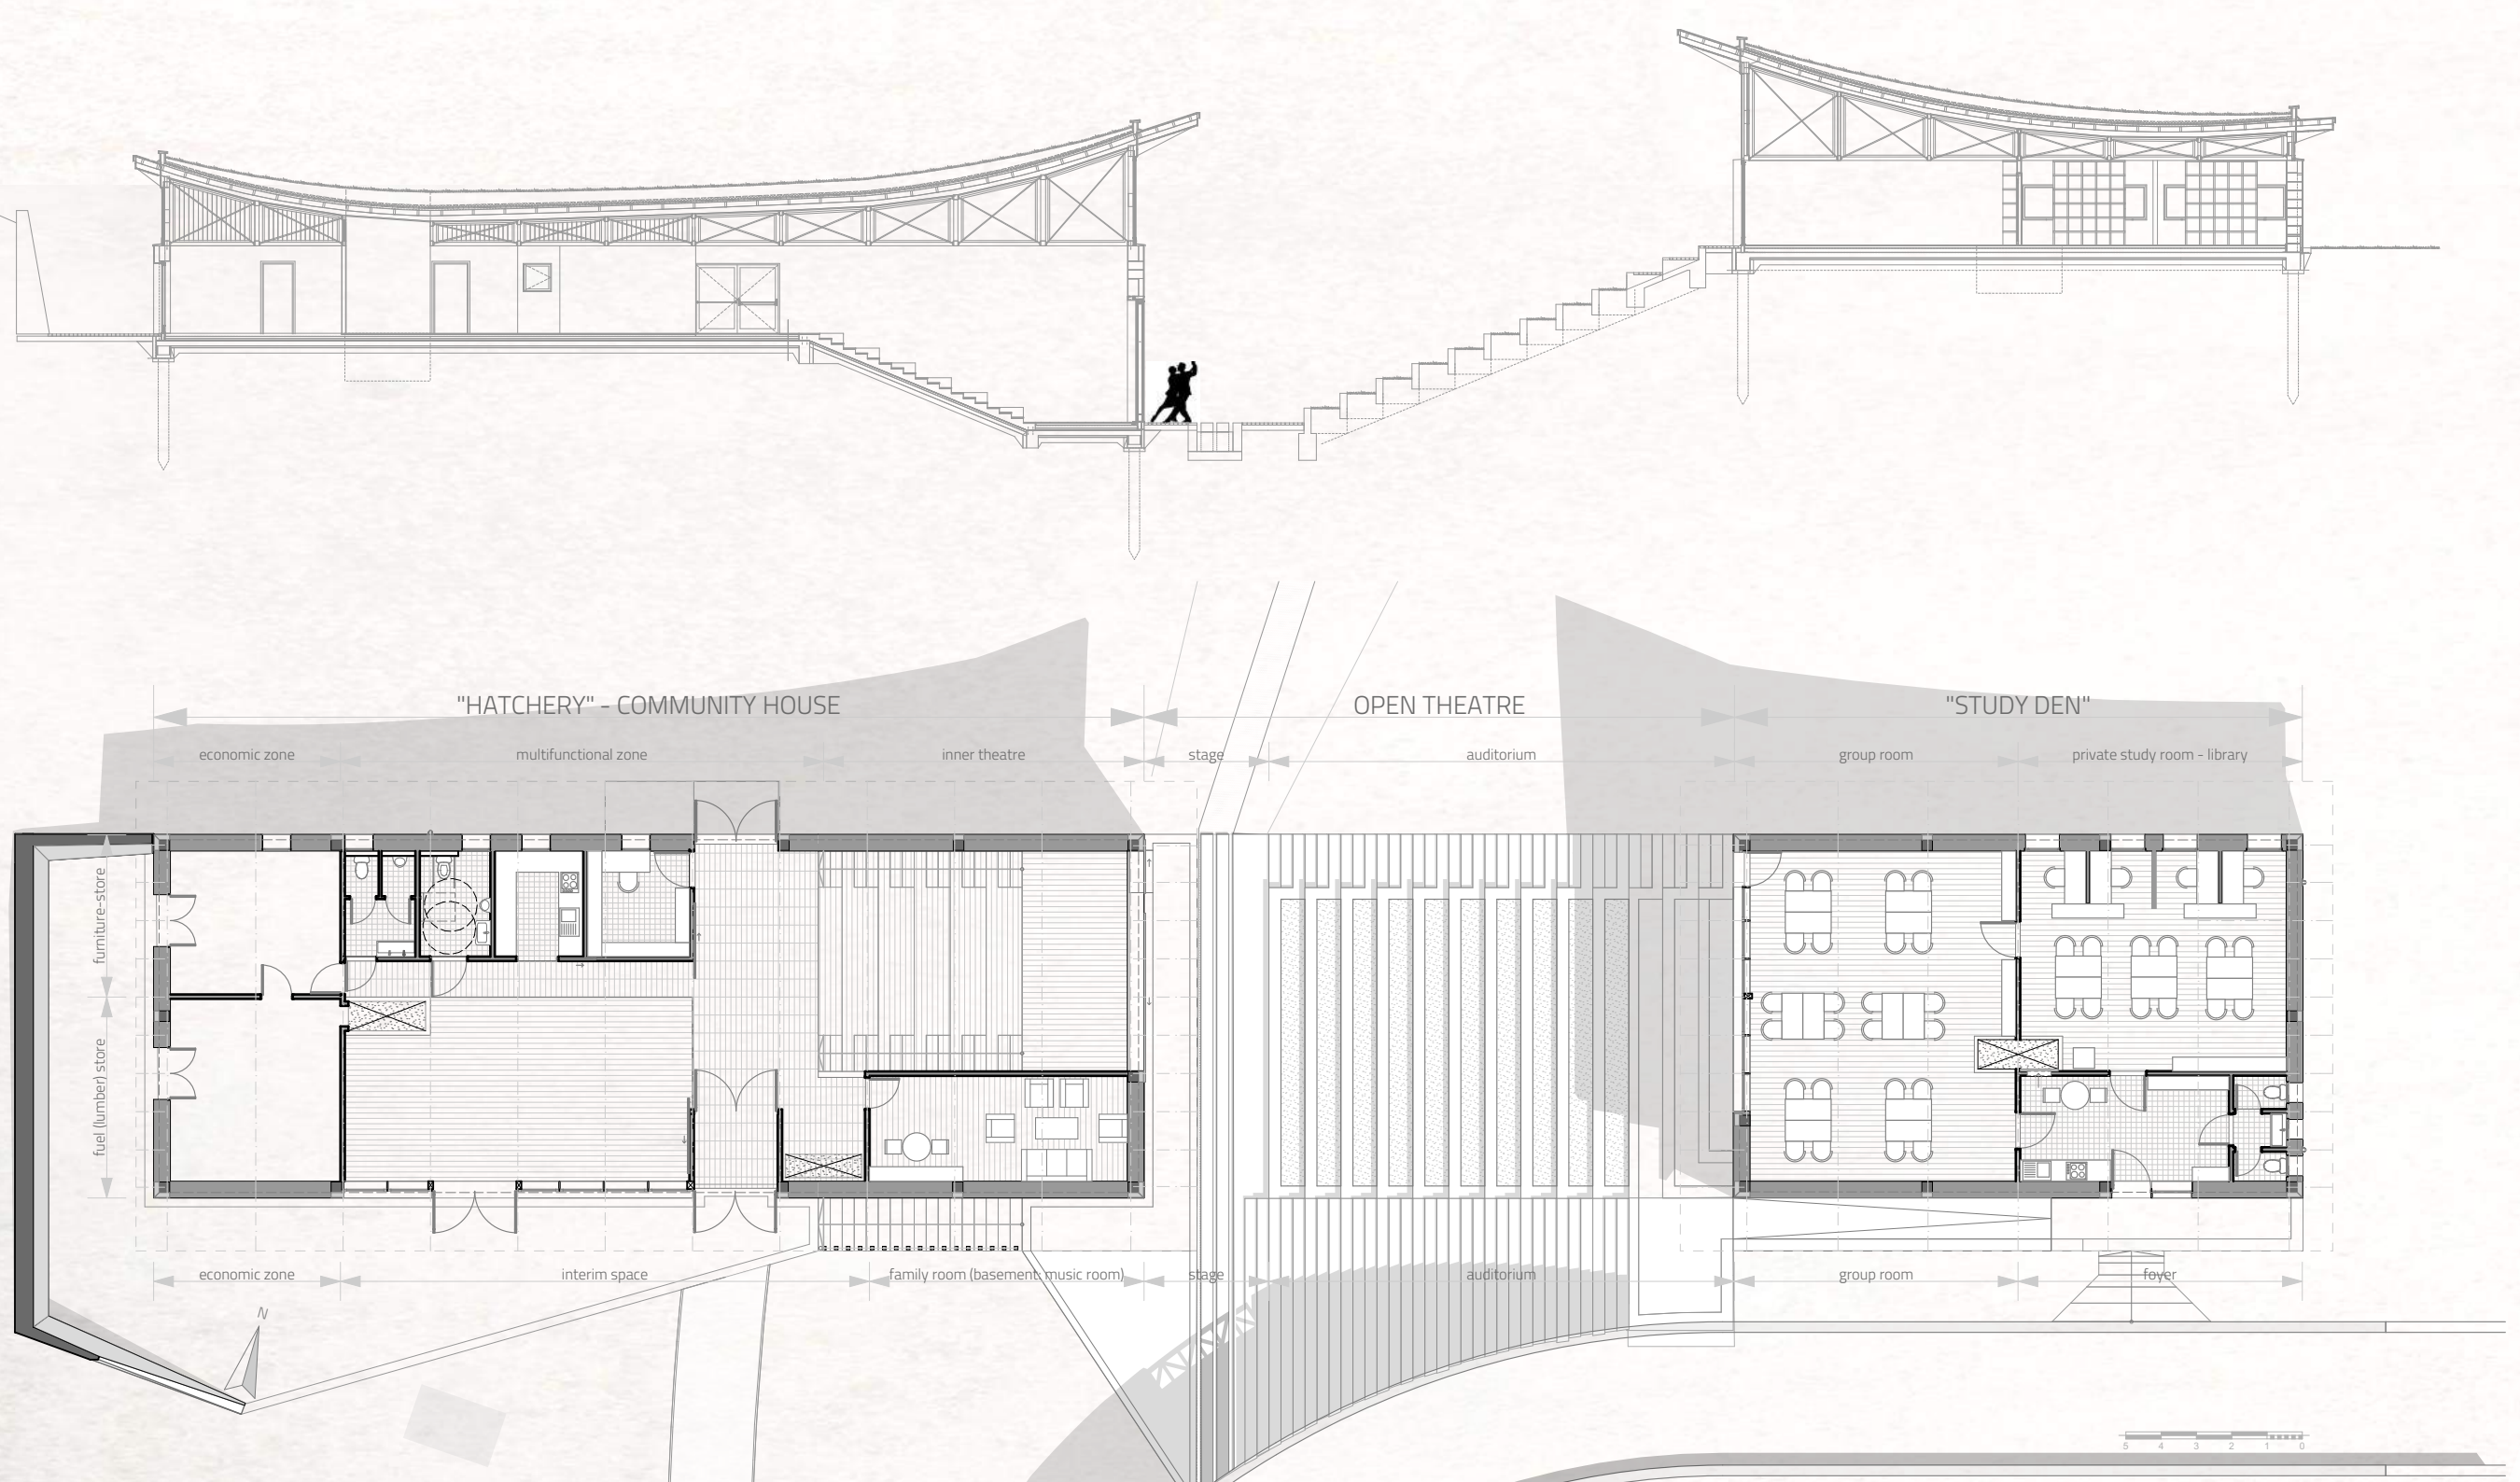 "HATCHERY" - COMMUNITY HOUSE
OPEN THEATRE
"STUDY DEN"
economic zone
multifunctional zone
inner theatre
stage
auditorium
group room
private study room - library
furniture-store
fuel (lumber) store
economic zone
interim space
family room (basement: music room)
stage
auditorium
group room
foyer
N
5 4 3 2 1 0